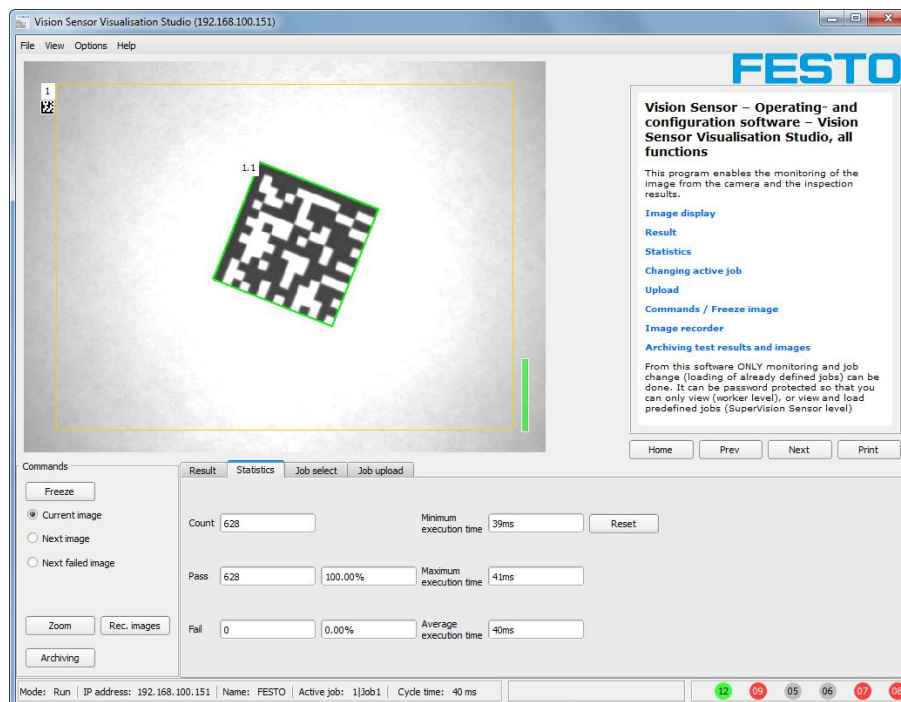 Vision Sensor Visualisation Studio (192.168.100.151)
File View Options Help
FESTO
1
1.1
Vision Sensor – Operating- and
configuration software – Vision
Sensor Visualisation Studio, all
functions
This program enables the monitoring of the
image from the camera and the inspection
results.
Image display
Result
Statistics
Changing active job
Upload
Commands / Freeze image
Image recorder
Archiving test results and images
From this software ONLY monitoring and job
change (loading of already defined jobs) can be
done. It can be password protected so that you
can only view (worker level), or view and load
predefined jobs (SuperVision Sensor level)
Home Prev Next Print
Commands
Freeze
Current image
Next image
Next failed image
Zoom Rec. images
Archiving
Result Statistics Job select Job upload
Count 628 Minimum execution time 39ms Reset
Pass 628 100.00% Maximum execution time 41ms
Fail 0 0.00% Average execution time 40ms
Mode: Run IP address: 192.168.100.151 Name: FESTO Active job: 1|Job1 Cycle time: 40 ms 12 09 05 06 07 08